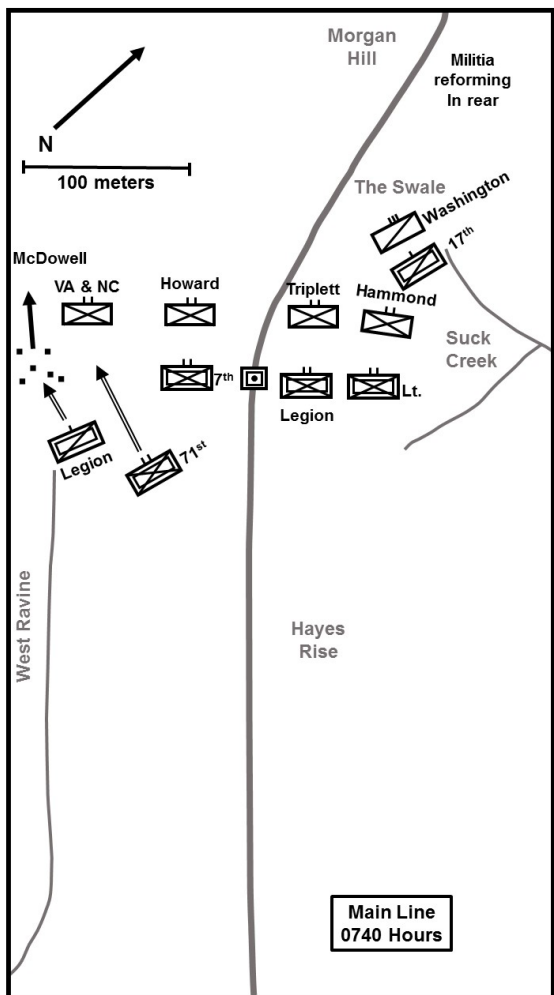 Morgan
Hill
Militia
reforming
In rear
N
100 meters
The Swale
Washington
17th
McDowell
VA & NC
Howard
Triplett
Hammond
Suck
Creek
7th
Legion
Lt.
Legion
71st
West Ravine
Hayes
Rise
Main Line
0740 Hours